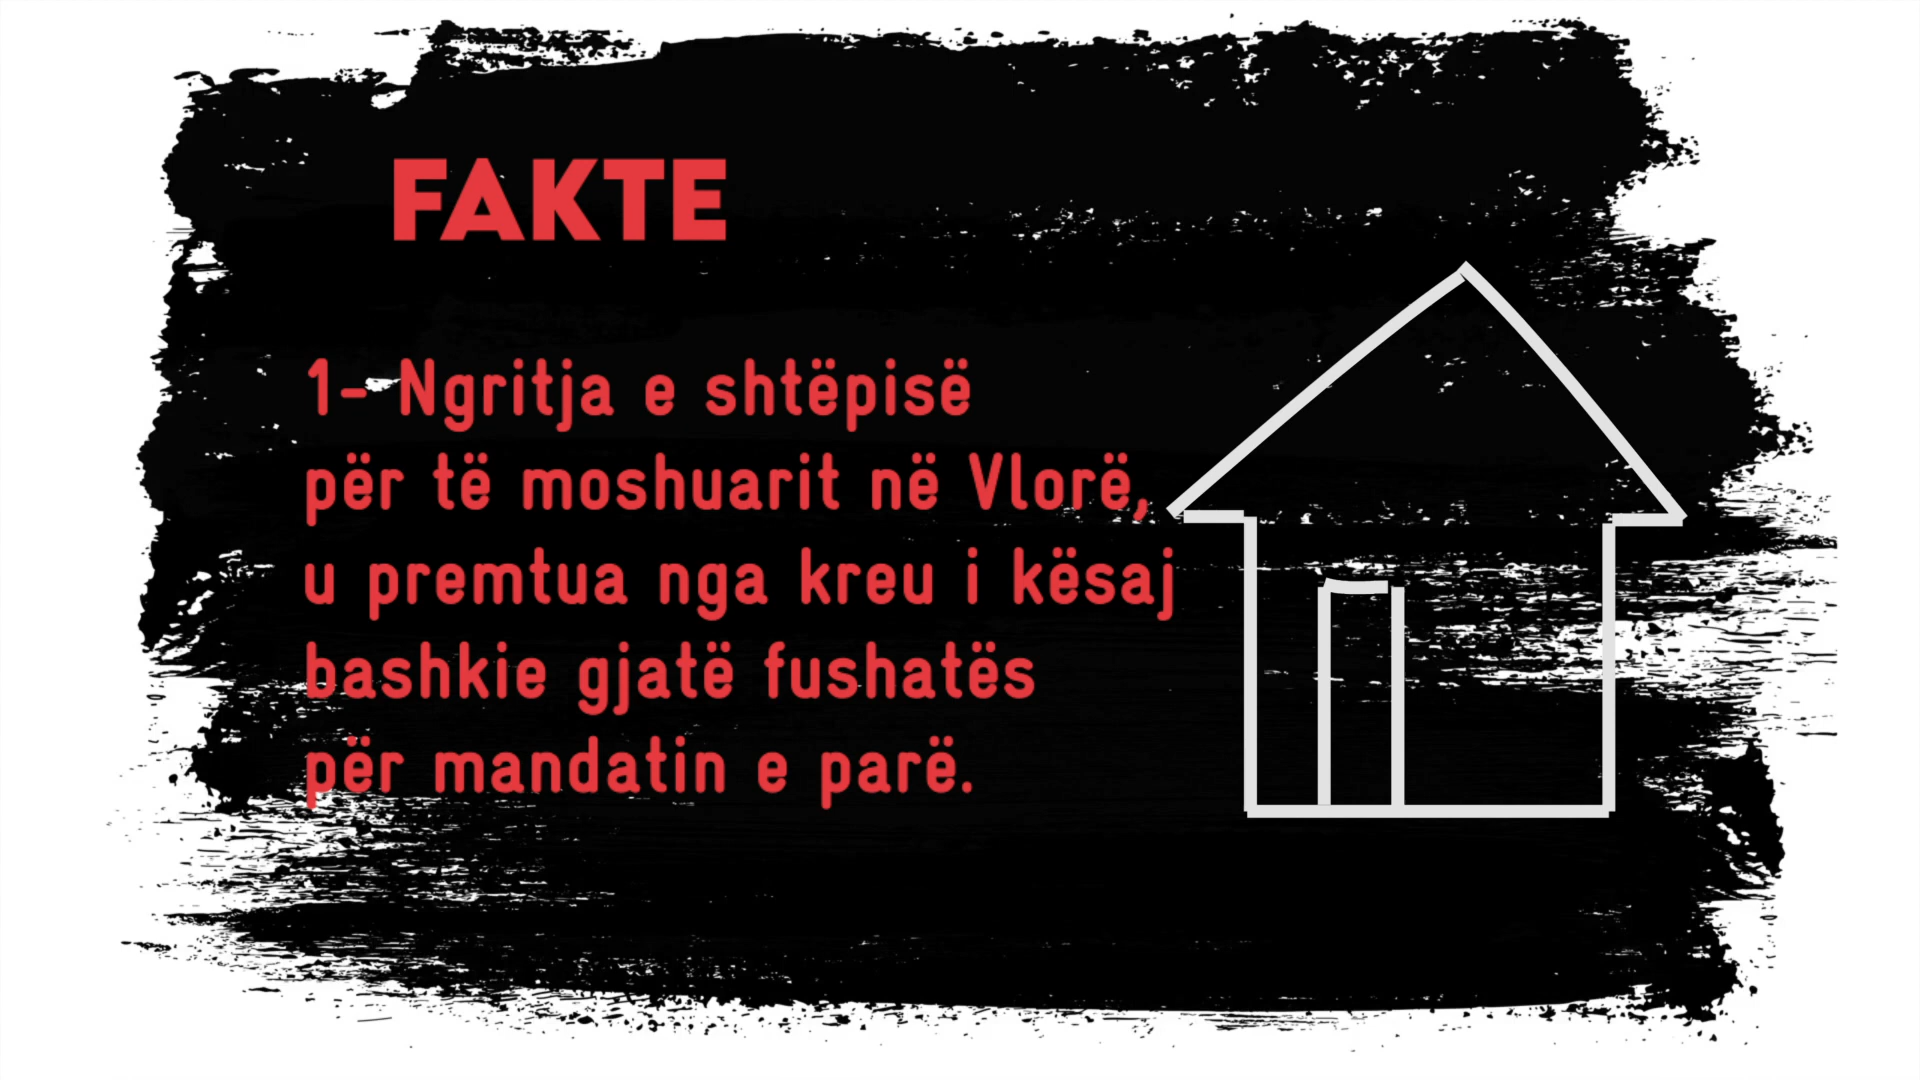 FAKTE
1- Ngritja e shtëpisë
për të moshuarit në Vlorë,
u premtua nga kreu i kësaj
bashkie gjatë fushatës
për mandatin e parë.